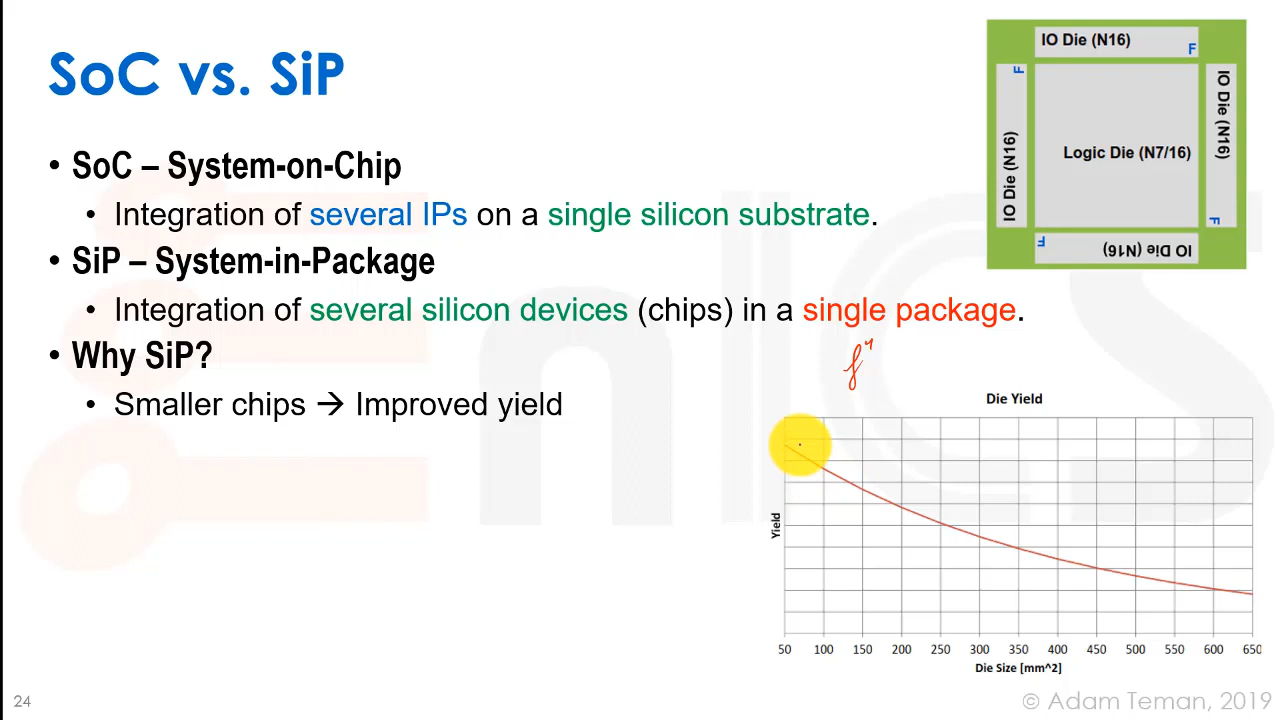 SoC vs. SiP
• SoC – System-on-Chip
• Integration of several IPs on a single silicon substrate.
• SiP – System-in-Package
• Integration of several silicon devices (chips) in a single package.
• Why SiP?
• Smaller chips → Improved yield
IO Die (N16)
F
F
IO Die (N16)
Logic Die (N7/16)
IO Die (N16)
F
F
IO Die (N16)
Die Yield
Yield
50 100 150 200 250 300 350 400 450 500 550 600 650
Die Size [mm^2]
24
© Adam Teman, 2019